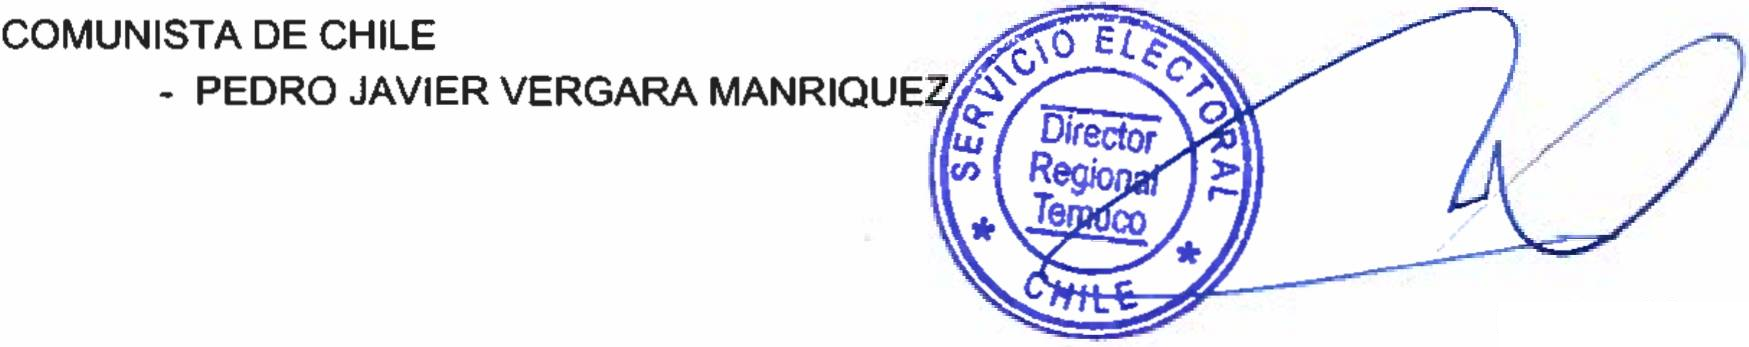 COMUNISTA DE CHILE
- PEDRO JAVIER VERGARA MANRIQUEZ
SERVICIO ELECTORAL
Director
Regional
Temuco
* CHILE *